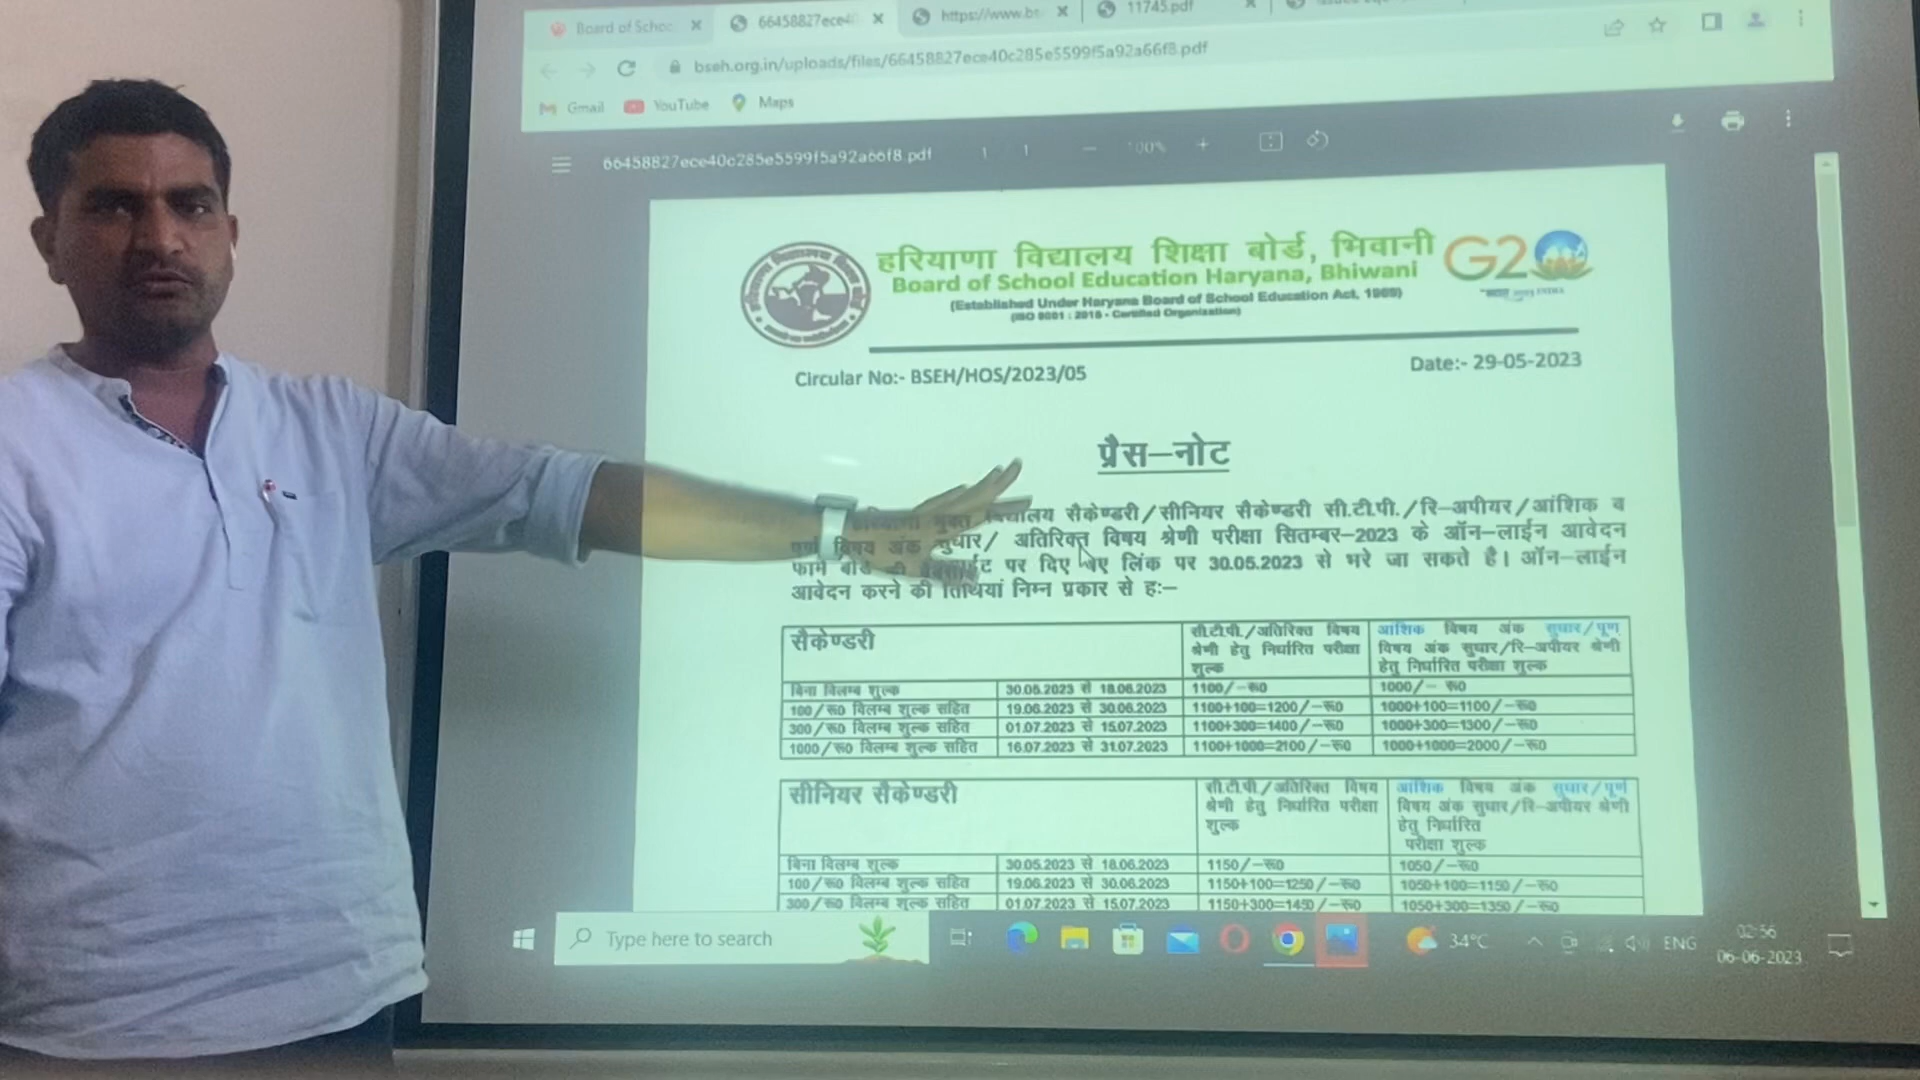 Board of Schoo
66458827ece40
https://www.bs
11745.pdf
bseh.org.in/uploads/files/66458827ece40c285e5599f5a92a66f8.pdf
Gmail YouTube Maps
66458827ece40c285e5599f5a92a66f8.pdf 1 1 100%
हरियाणा विद्यालय शिक्षा बोर्ड, भिवानी
Board of School Education Haryana, Bhiwani
(Established Under Haryana Board of School Education Act, 1969)
(ISO 9001 : 2015 - Certified Organization)
G20
Circular No:- BSEH/HOS/2023/05 Date:- 29-05-2023
प्रैस–नोट
सैकेण्डरी/सीनियर सैकेण्डरी सी.टी.पी./रि–अपीयर/आंशिक व
अंक सुधार/ अतिरिक्त विषय श्रेणी परीक्षा सितम्बर–2023 के ऑन–लाईन आवेदन
फार्म पर दिए गए लिंक पर 30.05.2023 से भरे जा सकते है। ऑन–लाईन
आवेदन करने की तिथियां निम्न प्रकार से हः–
सैकेण्डरी सी.टी.पी./अतिरिक्त विषय आंशिक विषय अंक सुधार/पूर्ण
श्रेणी हेतु निर्धारित परीक्षा विषय अंक सुधार/रि–अपीयर श्रेणी
शुल्क हेतु निर्धारित परीक्षा शुल्क
बिना विलम्ब शुल्क 30.05.2023 से 18.06.2023 1100/–रू0 1000/– रू0
100/रू0 विलम्ब शुल्क सहित 19.06.2023 से 30.06.2023 1100+100=1200/–रू0 1000+100=1100/–रू0
300/रू0 विलम्ब शुल्क सहित 01.07.2023 से 15.07.2023 1100+300=1400/–रू0 1000+300=1300/–रू0
1000/रू0 विलम्ब शुल्क सहित 16.07.2023 से 31.07.2023 1100+1000=2100/–रू0 1000+1000=2000/–रू0
सीनियर सैकेण्डरी सी.टी.पी./अतिरिक्त विषय आंशिक विषय अंक सुधार/पूर्ण
श्रेणी हेतु निर्धारित परीक्षा विषय अंक सुधार/रि–अपीयर श्रेणी
शुल्क हेतु निर्धारित
परीक्षा शुल्क
बिना विलम्ब शुल्क 30.05.2023 से 18.06.2023 1150/–रू0 1050/–रू0
100/रू0 विलम्ब शुल्क सहित 19.06.2023 से 30.06.2023 1150+100=1250/–रू0 1050+100=1150/–रू0
300/रू0 विलम्ब शुल्क सहित 01.07.2023 से 15.07.2023 1150+300=1450/–रू0 1050+300=1350/–रू0
Type here to search 34°C ENG 02:56
06-06-2023